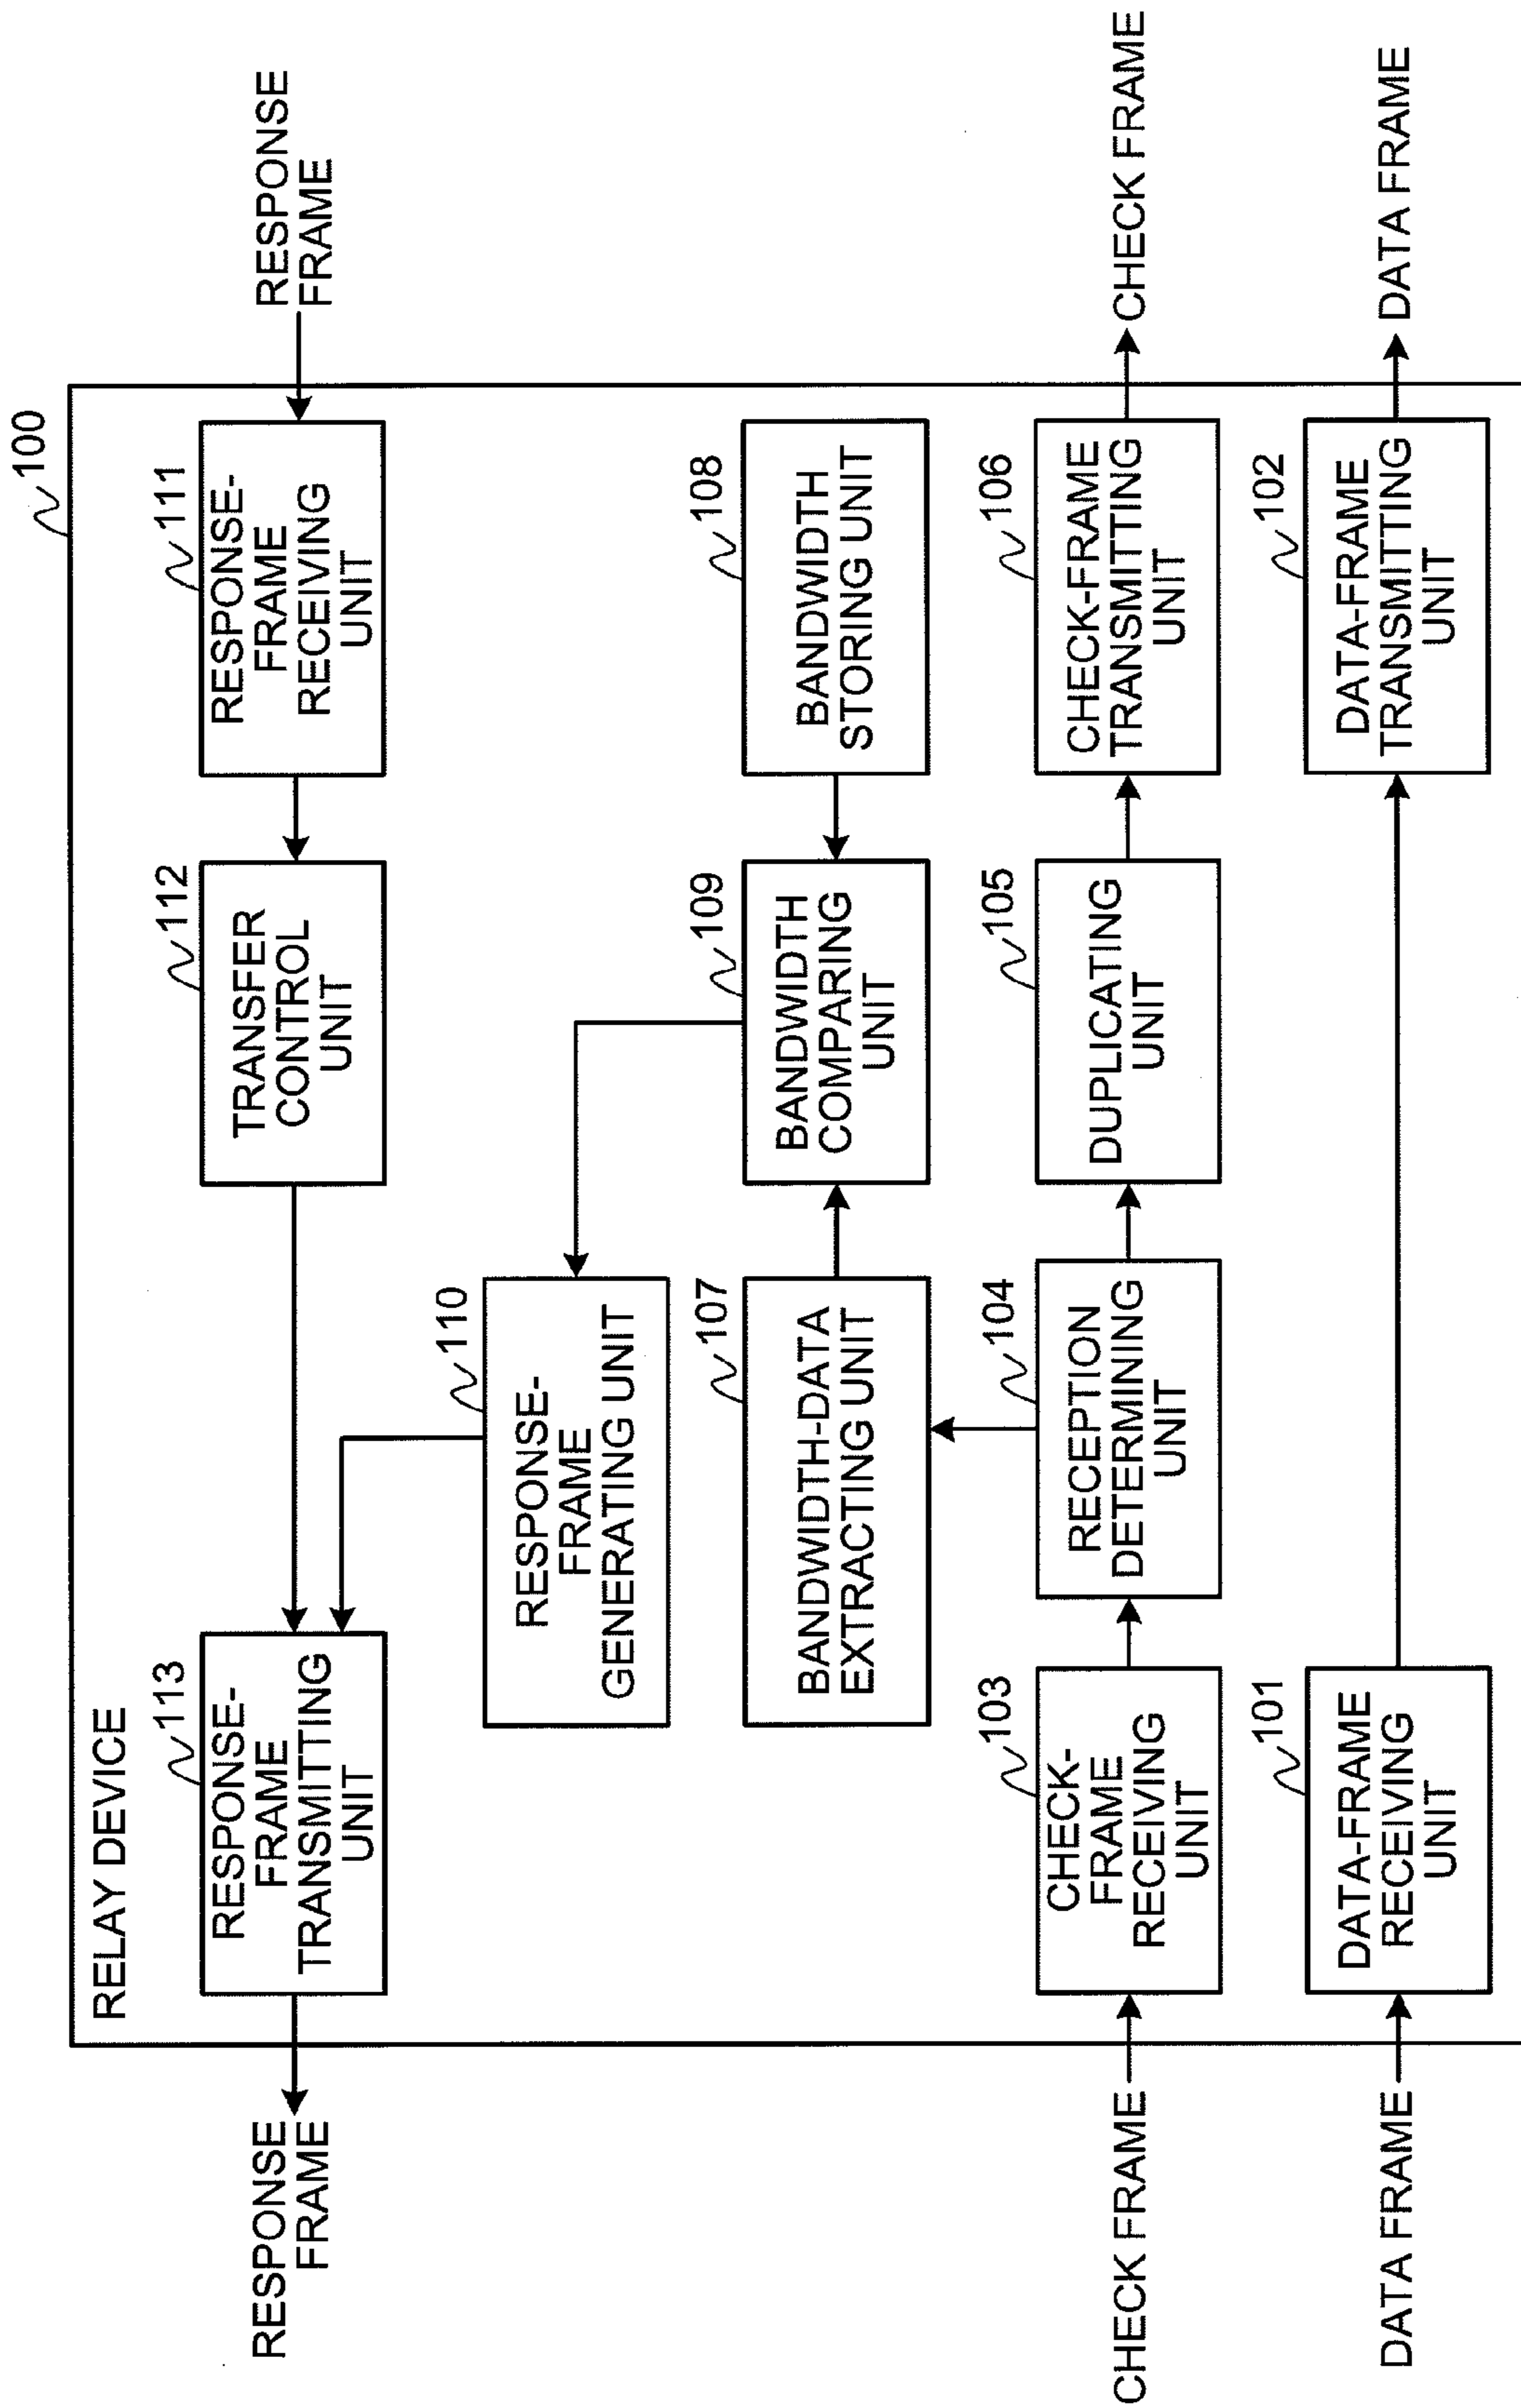 100
RELAY DEVICE
RESPONSE
FRAME
113
RESPONSE-
FRAME
TRANSMITTING
UNIT
112
TRANSFER
CONTROL
UNIT
111
RESPONSE-
FRAME
RECEIVING
UNIT
RESPONSE
FRAME
110
RESPONSE-
FRAME
GENERATING UNIT
107
BANDWIDTH-DATA
EXTRACTING UNIT
109
BANDWIDTH
COMPARING
UNIT
108
BANDWIDTH
STORING UNIT
CHECK FRAME
103
CHECK-
FRAME
RECEIVING
UNIT
104
RECEPTION
DETERMINING
UNIT
105
DUPLICATING
UNIT
106
CHECK-FRAME
TRANSMITTING
UNIT
CHECK FRAME
DATA FRAME
101
DATA-FRAME
RECEIVING
UNIT
102
DATA-FRAME
TRANSMITTING
UNIT
DATA FRAME